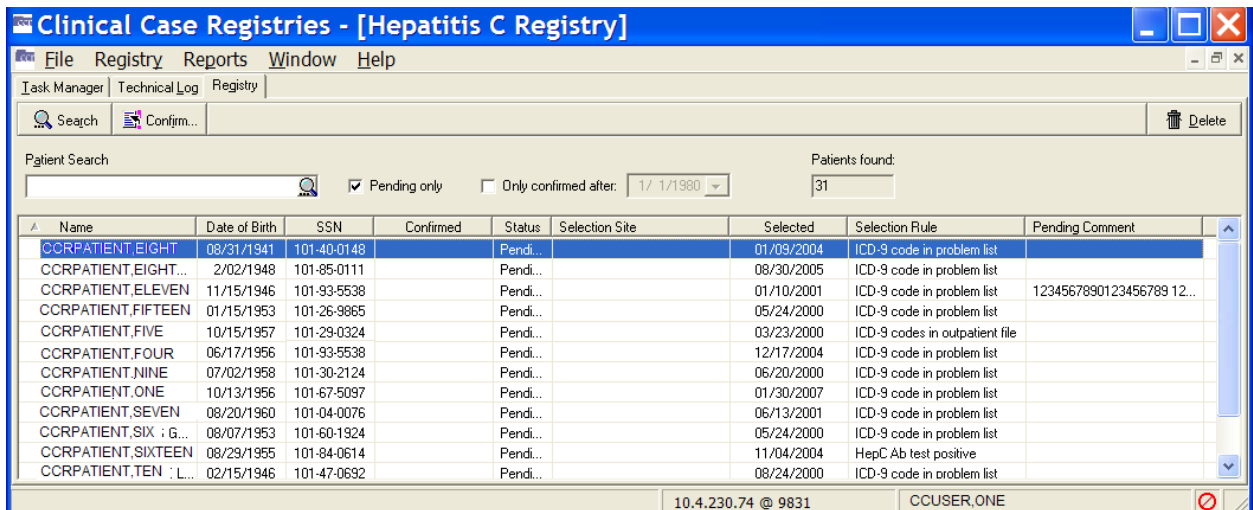 Clinical Case Registries - [Hepatitis C Registry]
File Registry Reports Window Help
Task Manager Technical Log Registry
Search Confirm... Delete
Patient Search Patients found:
Pending only Only confirmed after: 1/ 1/1980 31
Name Date of Birth SSN Confirmed Status Selection Site Selected Selection Rule Pending Comment
CCRPATIENT,EIGHT 08/31/1941 101-40-0148 Pendi... 01/09/2004 ICD-9 code in problem list
CCRPATIENT,EIGHT... 2/02/1948 101-85-0111 Pendi... 08/30/2005 ICD-9 code in problem list
CCRPATIENT,ELEVEN 11/15/1946 101-93-5538 Pendi... 01/10/2001 ICD-9 code in problem list 1234567890123456789 12...
CCRPATIENT,FIFTEEN 01/15/1953 101-26-9865 Pendi... 05/24/2000 ICD-9 code in problem list
CCRPATIENT,FIVE 10/15/1957 101-29-0324 Pendi... 03/23/2000 ICD-9 codes in outpatient file
CCRPATIENT,FOUR 06/17/1956 101-93-5538 Pendi... 12/17/2004 ICD-9 code in problem list
CCRPATIENT,NINE 07/02/1958 101-30-2124 Pendi... 06/20/2000 ICD-9 code in problem list
CCRPATIENT,ONE 10/13/1956 101-67-5097 Pendi... 01/30/2007 ICD-9 code in problem list
CCRPATIENT,SEVEN 08/20/1960 101-04-0076 Pendi... 06/13/2001 ICD-9 code in problem list
CCRPATIENT,SIX G... 08/07/1953 101-60-1924 Pendi... 05/24/2000 ICD-9 code in problem list
CCRPATIENT,SIXTEEN 08/29/1955 101-84-0614 Pendi... 11/04/2004 HepC Ab test positive
CCRPATIENT,TEN L... 02/15/1946 101-47-0692 Pendi... 08/24/2000 ICD-9 code in problem list
10.4.230.74 @ 9831 CCUSER,ONE